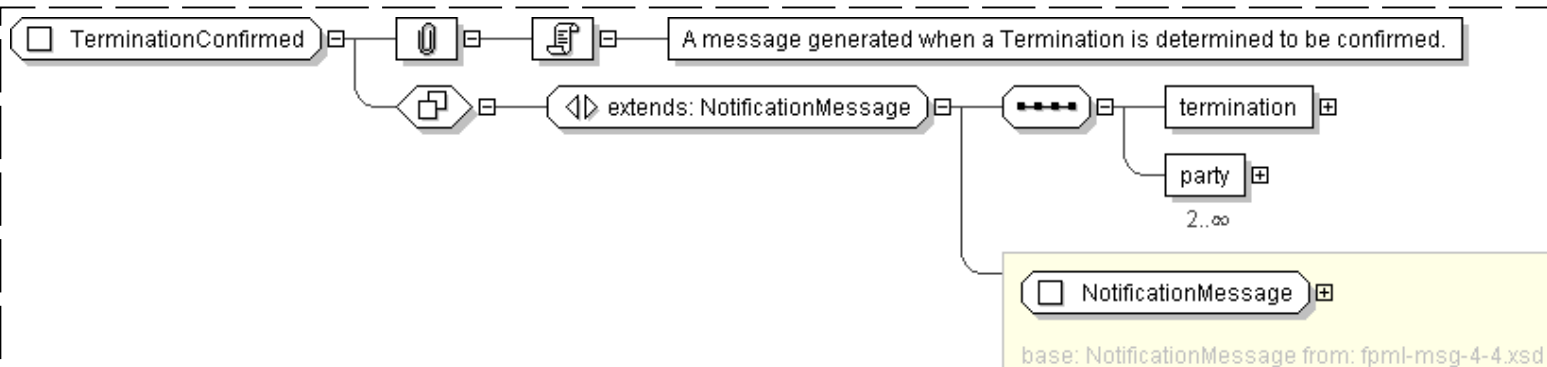 TerminationConfirmed
A message generated when a Termination is determined to be confirmed.
extends: NotificationMessage
termination
party
2..∞
NotificationMessage
base: NotificationMessage from: fpml-msg-4-4.xsd